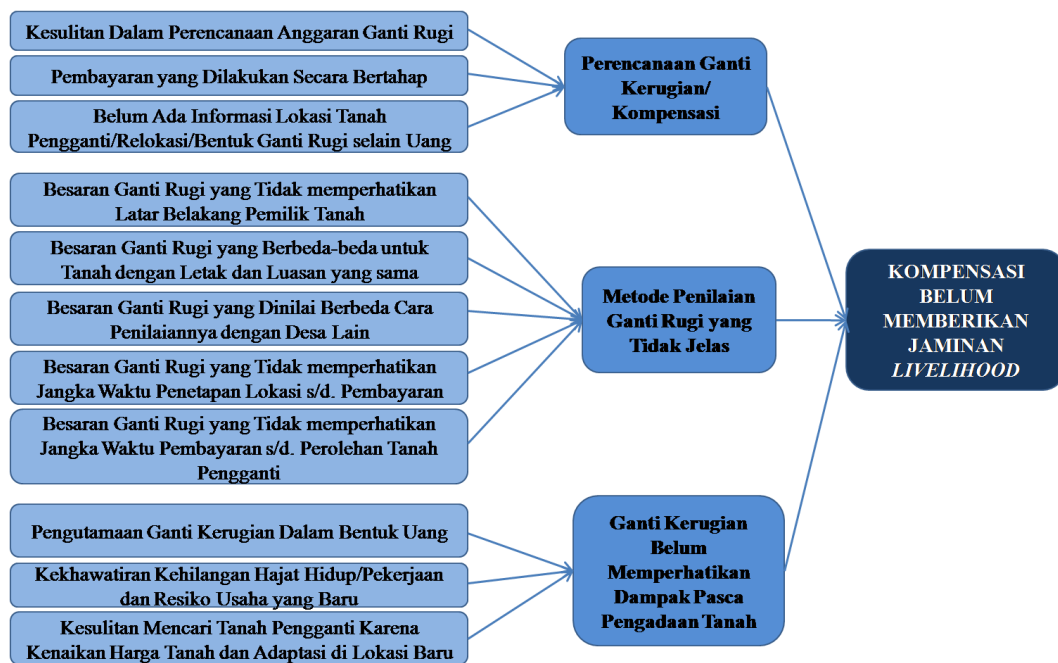 Kesulitan Dalam Perencanaan Anggaran Ganti Rugi
Pembayaran yang Dilakukan Secara Bertahap
Belum Ada Informasi Lokasi Tanah
Pengganti/Relokasi/Bentuk Ganti Rugi selain Uang
Perencanaan Ganti
Kerugian/
Kompensasi
Besaran Ganti Rugi yang Tidak memperhatikan
Latar Belakang Pemilik Tanah
Besaran Ganti Rugi yang Berbeda-beda untuk
Tanah dengan Letak dan Luasan yang sama
Besaran Ganti Rugi yang Dinilai Berbeda Cara
Penilaiannya dengan Desa Lain
Besaran Ganti Rugi yang Tidak memperhatikan
Jangka Waktu Penetapan Lokasi s/d. Pembayaran
Besaran Ganti Rugi yang Tidak memperhatikan
Jangka Waktu Pembayaran s/d. Perolehan Tanah
Pengganti
Metode Penilaian
Ganti Rugi yang
Tidak Jelas
Pengutamaan Ganti Kerugian Dalam Bentuk Uang
Kekhawatiran Kehilangan Hajat Hidup/Pekerjaan
dan Resiko Usaha yang Baru
Kesulitan Mencari Tanah Pengganti Karena
Kenaikan Harga Tanah dan Adaptasi di Lokasi Baru
Ganti Kerugian
Belum
Memperhatikan
Dampak Pasca
Pengadaan Tanah
KOMPENSASI
BELUM
MEMBERIKAN
JAMINAN
LIVELIHOOD